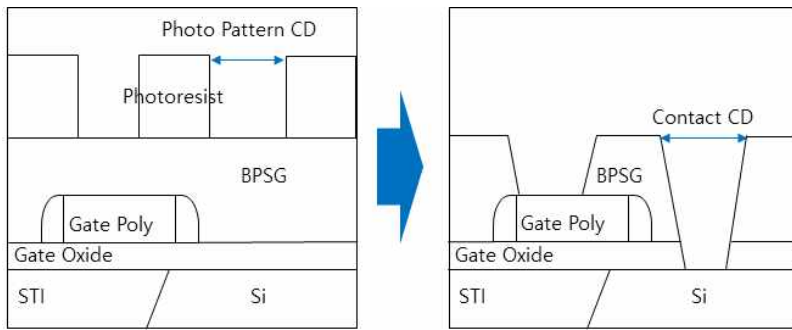 Photo Pattern CD
Photoresist
BPSG
Gate Poly
Gate Oxide
STI
Si
Contact CD
BPSG
Gate Poly
Gate Oxide
STI
Si